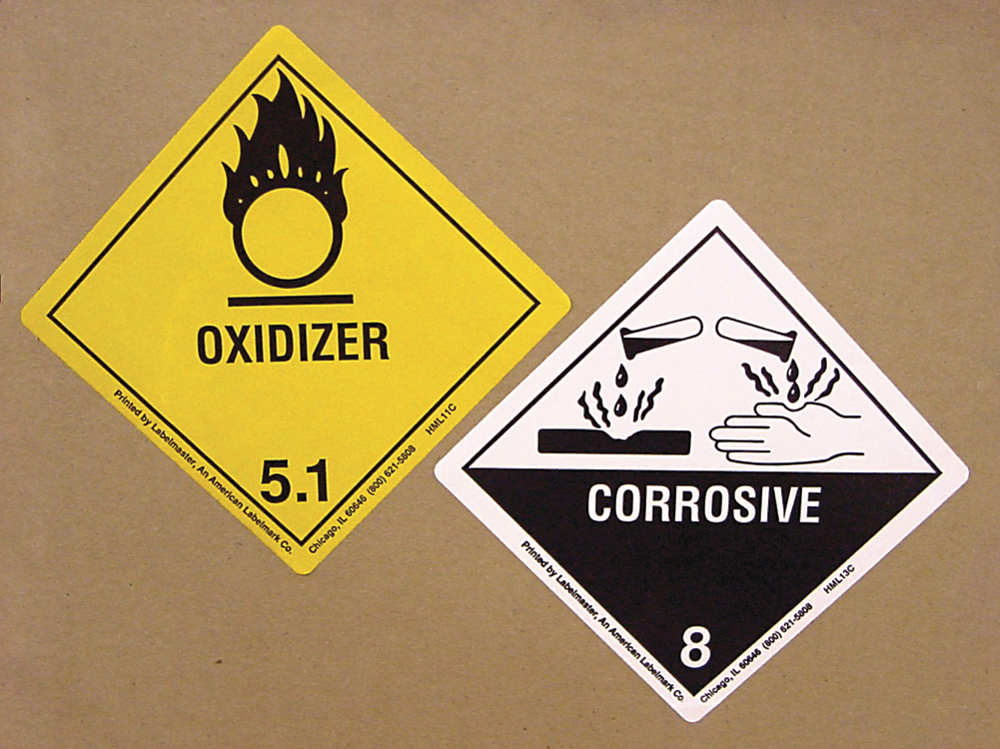 OXIDIZER
5.1
Printed by Labelmaster, An American Labelmark Co.
Chicago, IL 60646 (800) 621-5808 HML11C
CORROSIVE
8
Printed by Labelmaster, An American Labelmark Co.
Chicago, IL 60646 (800) 621-5808 HML13C